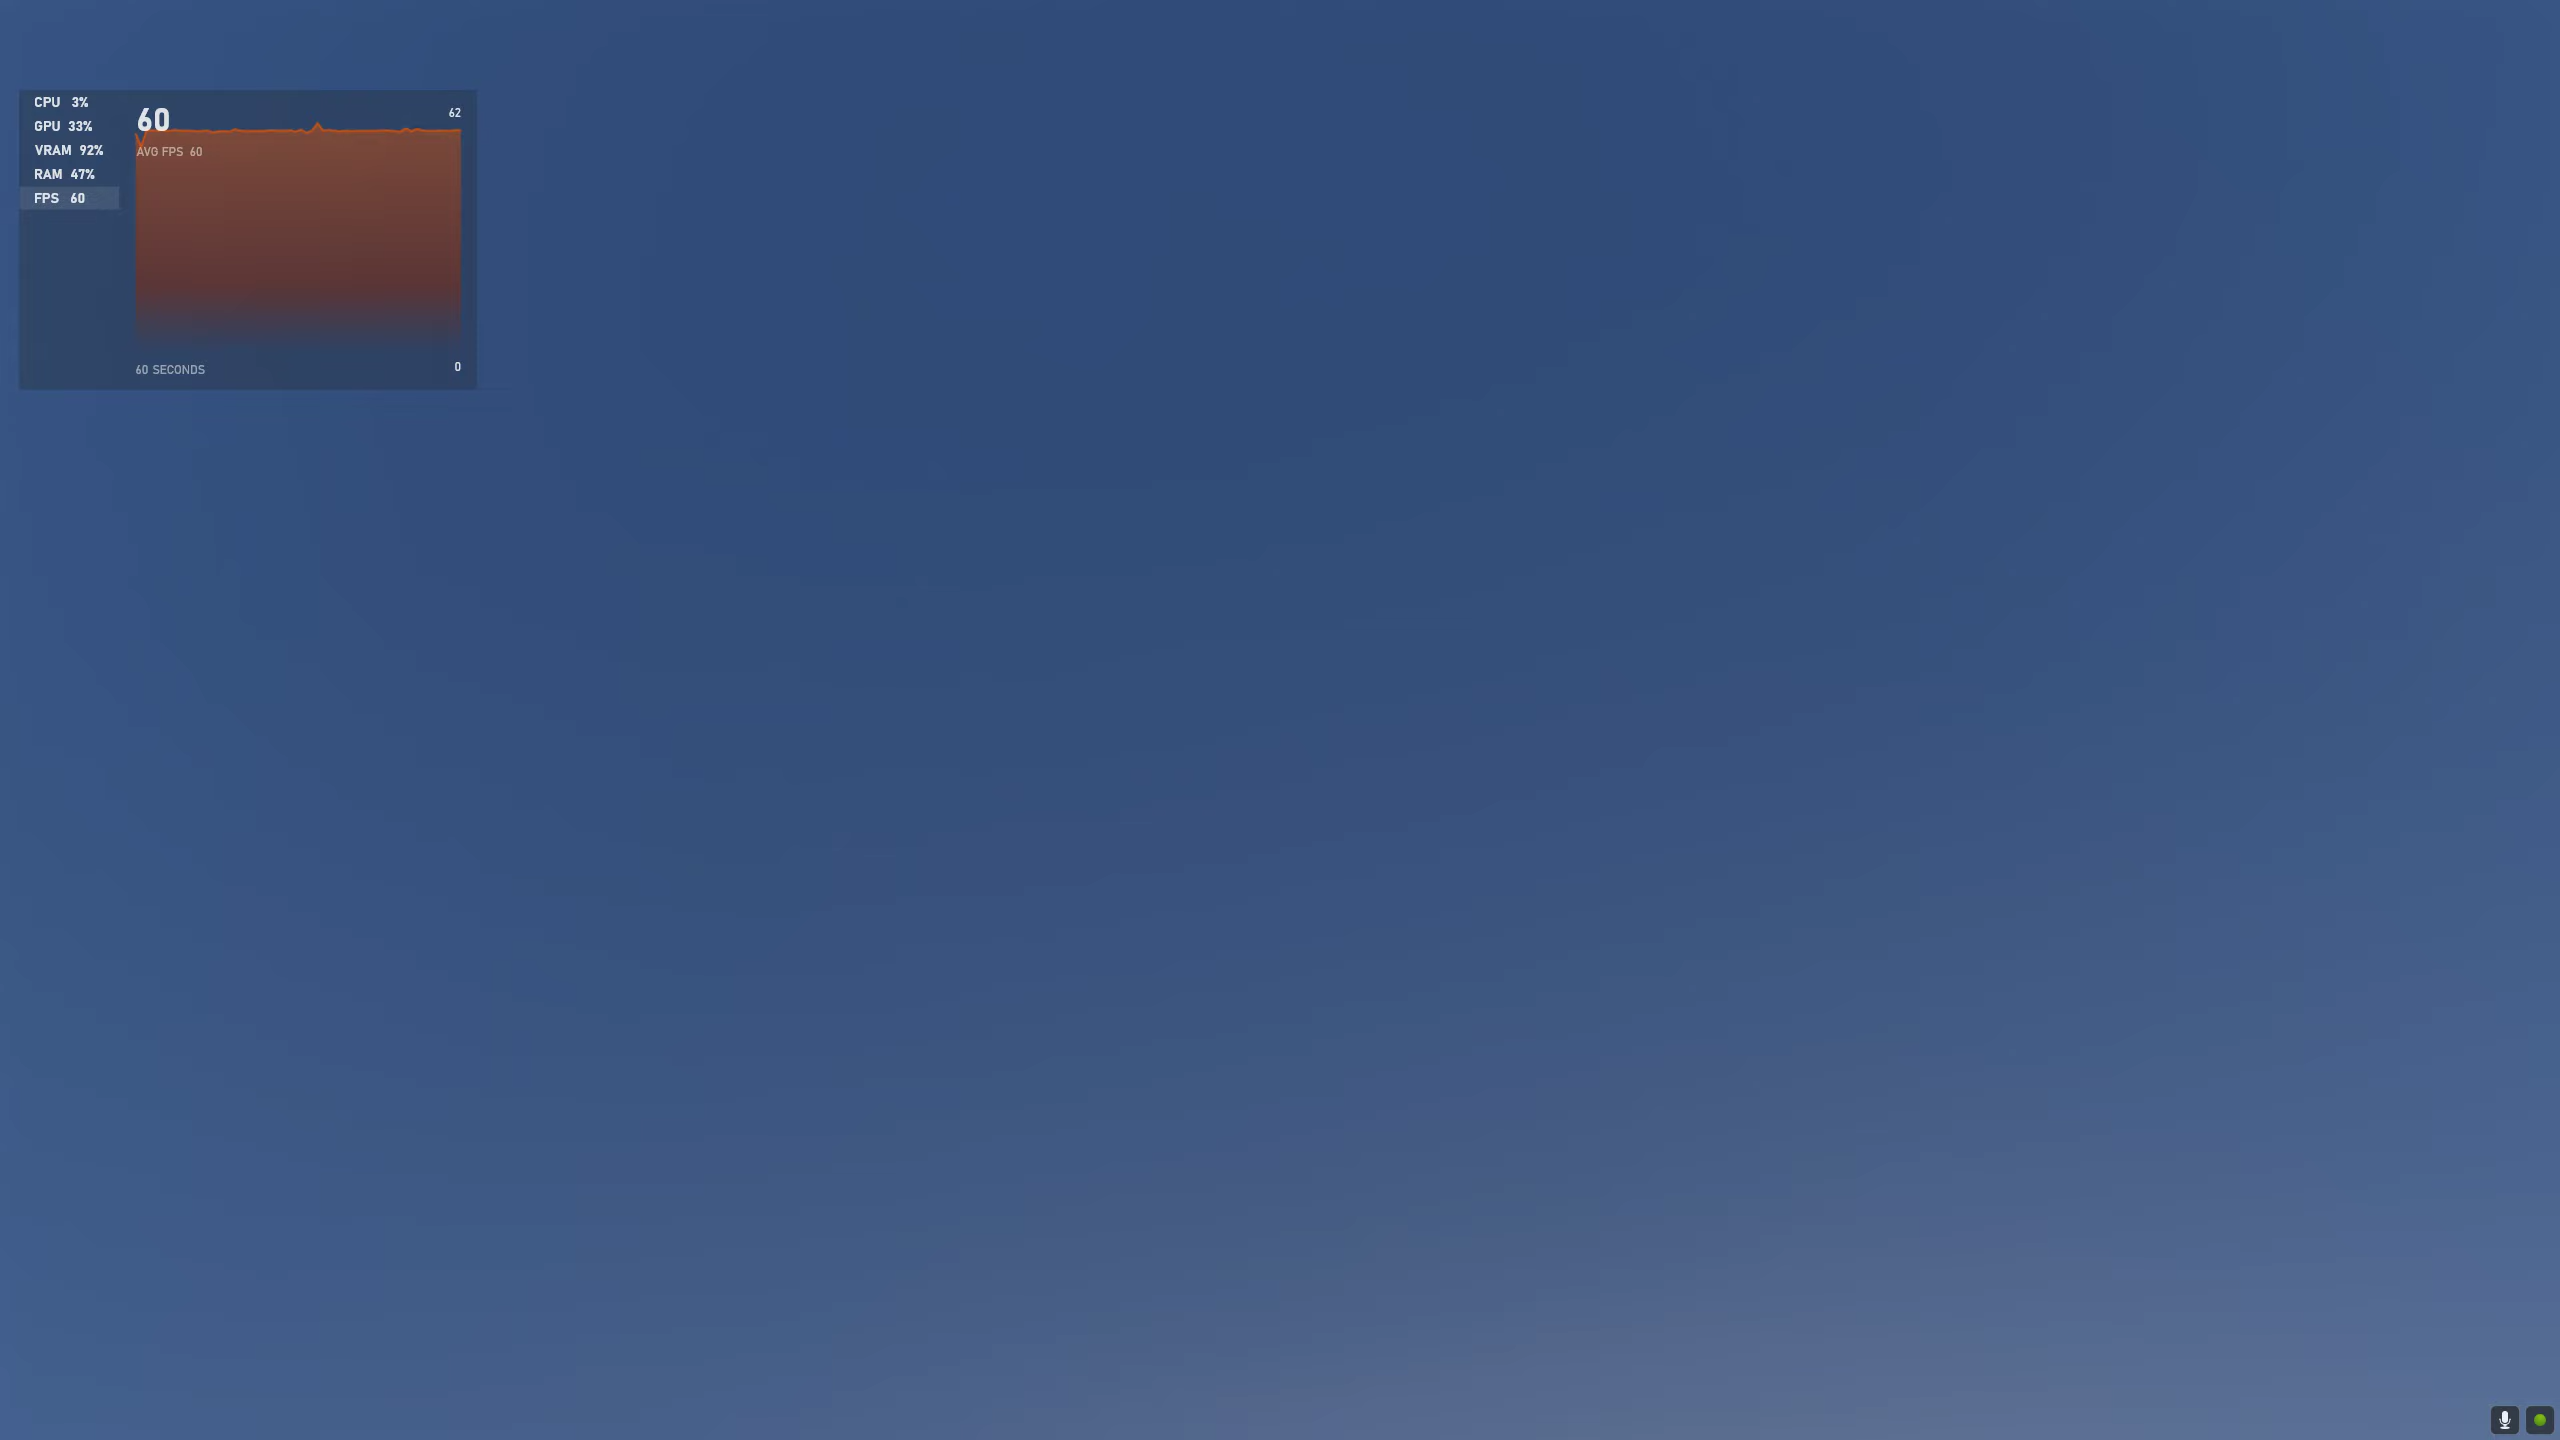 CPU 3%
GPU 33%
VRAM 92%
RAM 47%
FPS 60
60
62
AVG FPS 60
60 SECONDS
0